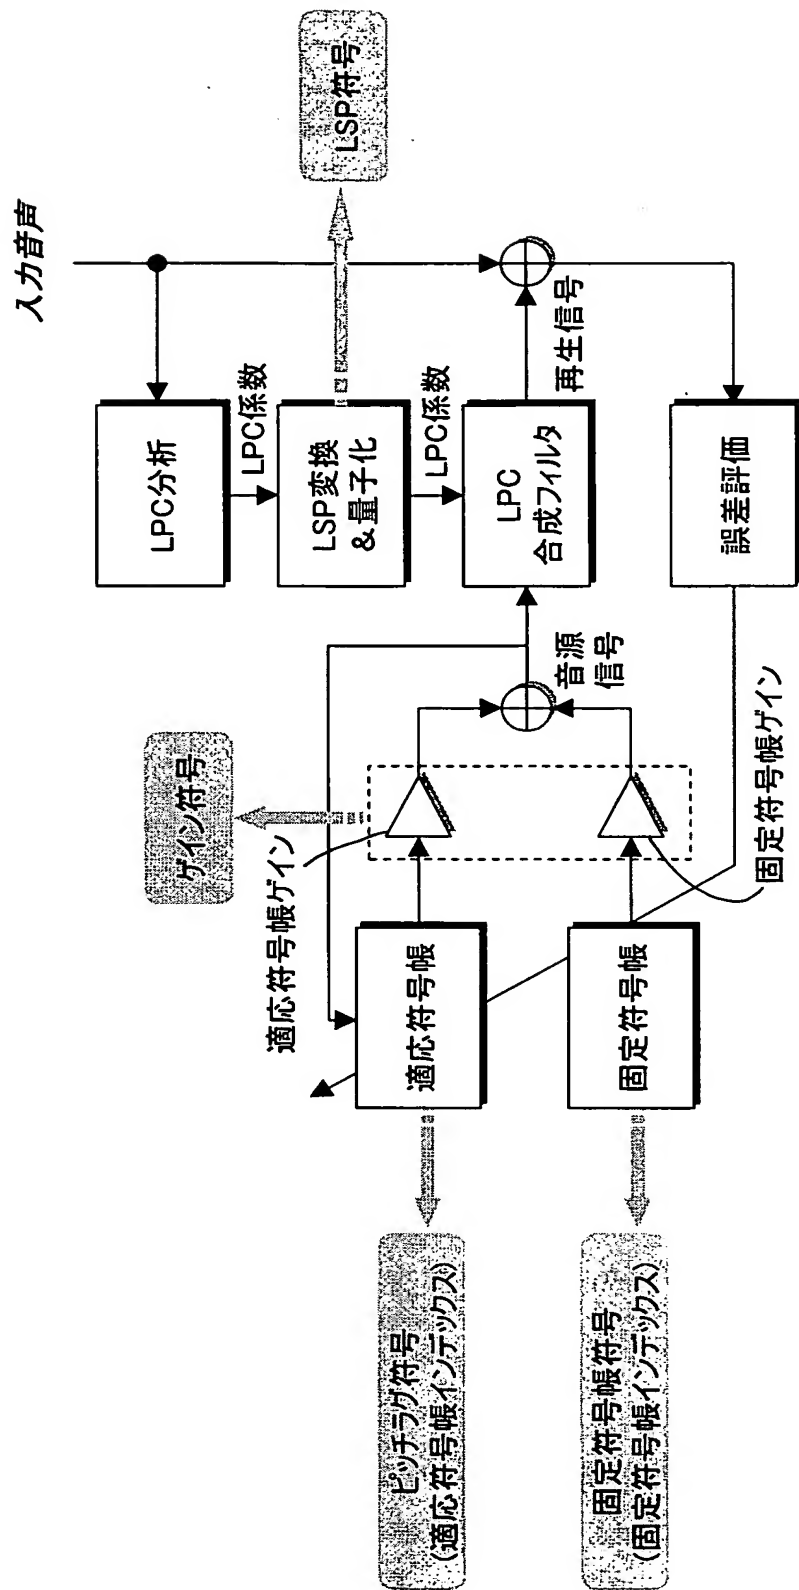 入力音声
LPC分析
LPC係数
LSP変換
&量子化
LSP符号
LPC係数
LPC
合成フィルタ
再生信号
誤差評価
音源
信号
ゲイン符号
適応符号帳ゲイン
固定符号帳ゲイン
適応符号帳
固定符号帳
ピッチラグ符号
(適応符号帳インデックス)
固定符号帳符号
(固定符号帳インデックス)